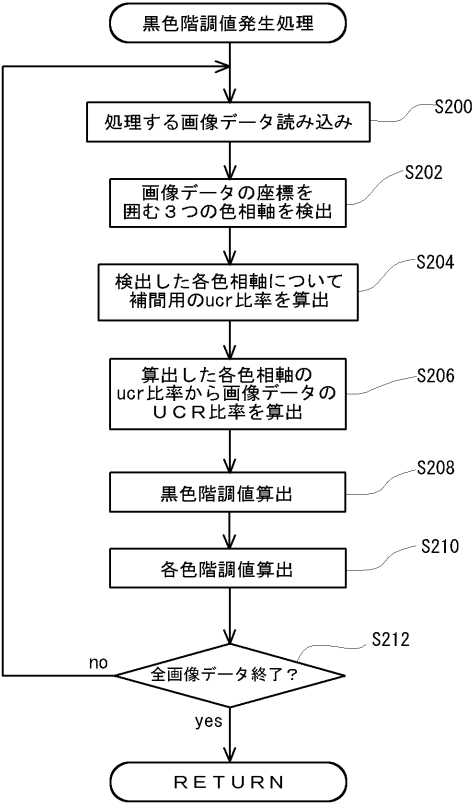 黒色階調値発生処理
S200
処理する画像データ読み込み
S202
画像データの座標を
囲む3つの色相軸を検出
S204
検出した各色相軸について
補間用のucr比率を算出
S206
算出した各色相軸の
ucr比率から画像データの
UCR比率を算出
S208
黒色階調値算出
S210
各色階調値算出
S212
全画像データ終了?
no
yes
RETURN